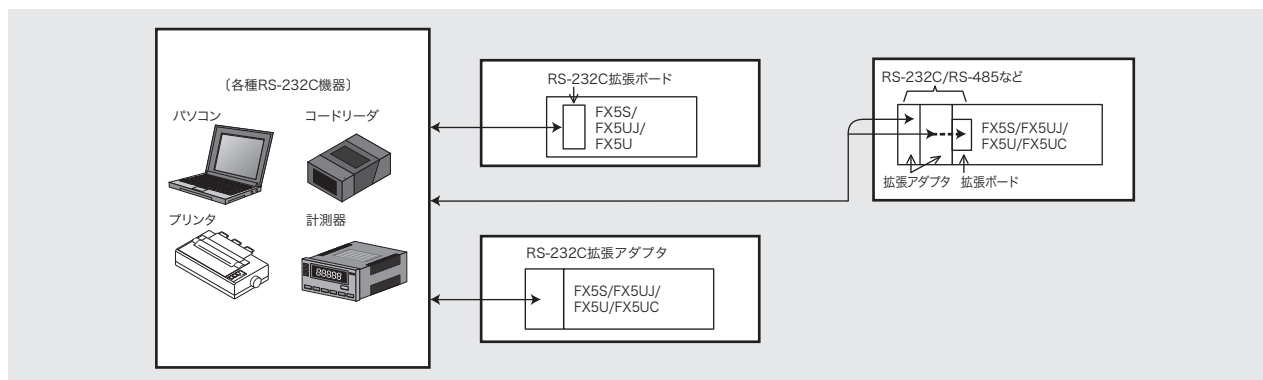 〔各種RS-232C機器〕
パソコン
コードリーダ
プリンタ
計測器
88888
RS-232C拡張ボード
FX5S/
FX5UJ/
FX5U
RS-232C拡張アダプタ
FX5S/FX5UJ/
FX5U/FX5UC
RS-232C/RS-485など
FX5S/FX5UJ/
FX5U/FX5UC
拡張アダプタ
拡張ボード